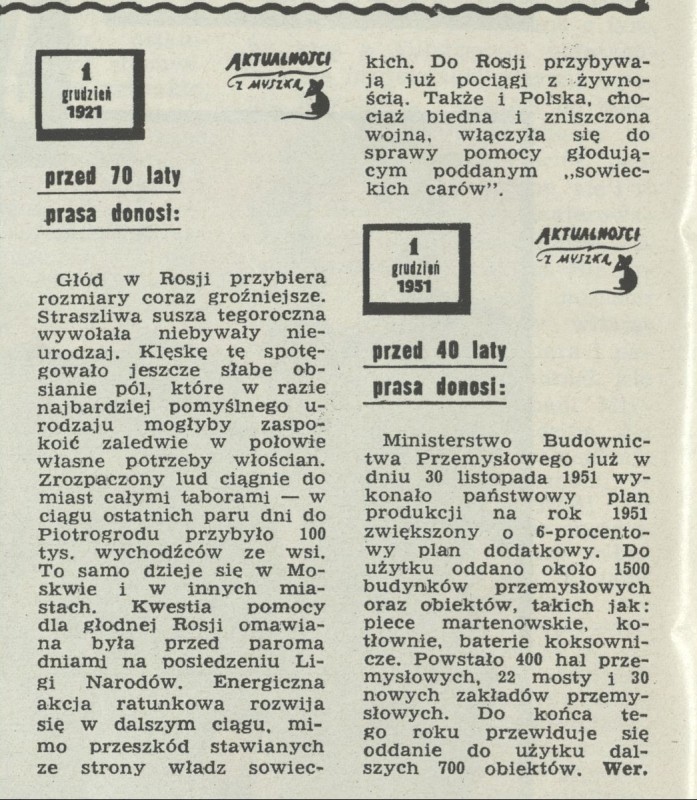 1
grudzień
1921
AKTUALNOŚCI
Z MYSZKĄ
przed 70 laty
prasa donosi:
Głód w Rosji przybiera
rozmiary coraz groźniejsze.
Straszliwa susza tegoroczna
wywołała niebywały nie-
urodzaj. Klęskę tę spotę-
gowało jeszcze słabe ob-
sianie pól, które w razie
najbardziej pomyślnego u-
rodzaju mogłyby zaspo-
koić zaledwie w połowie
własne potrzeby włościan.
Zrozpaczony lud ciągnie do
miast całymi taborami — w
ciągu ostatnich paru dni do
Piotrogrodu przybyło 100
tys. wychodźców ze wsi.
To samo dzieje się w Mo-
skwie i w innych mia-
stach. Kwestia pomocy
dla głodnej Rosji omawia-
na była przed paroma
dniami na posiedzeniu Li-
gi Narodów. Energiczna
akcja ratunkowa rozwija
się w dalszym ciągu, mi-
mo przeszkód stawianych
ze strony władz sowiec-
kich. Do Rosji przybywa-
ją już pociągi z żywno-
ścią. Także i Polska, cho-
ciaż biedna i zniszczona
wojną, włączyła się do
sprawy pomocy głodują-
cym poddanym „sowiec-
kich carów”.
1
grudzień
1951
AKTUALNOŚCI
Z MYSZKĄ
przed 40 laty
prasa donosi:
Ministerstwo Budownic-
twa Przemysłowego już w
dniu 30 listopada 1951 wy-
konało państwowy plan
produkcji na rok 1951
zwiększony o 6-procento-
wy plan dodatkowy. Do
użytku oddano około 1500
budynków przemysłowych
oraz obiektów, takich jak:
piece martenowskie, ko-
tłownie, baterie koksowni-
cze. Powstało 400 hal prze-
mysłowych, 22 mosty i 30
nowych zakładów przemy-
słowych. Do końca te-
go roku przewiduje się
oddanie do użytku dal-
szych 700 obiektów. Wer.